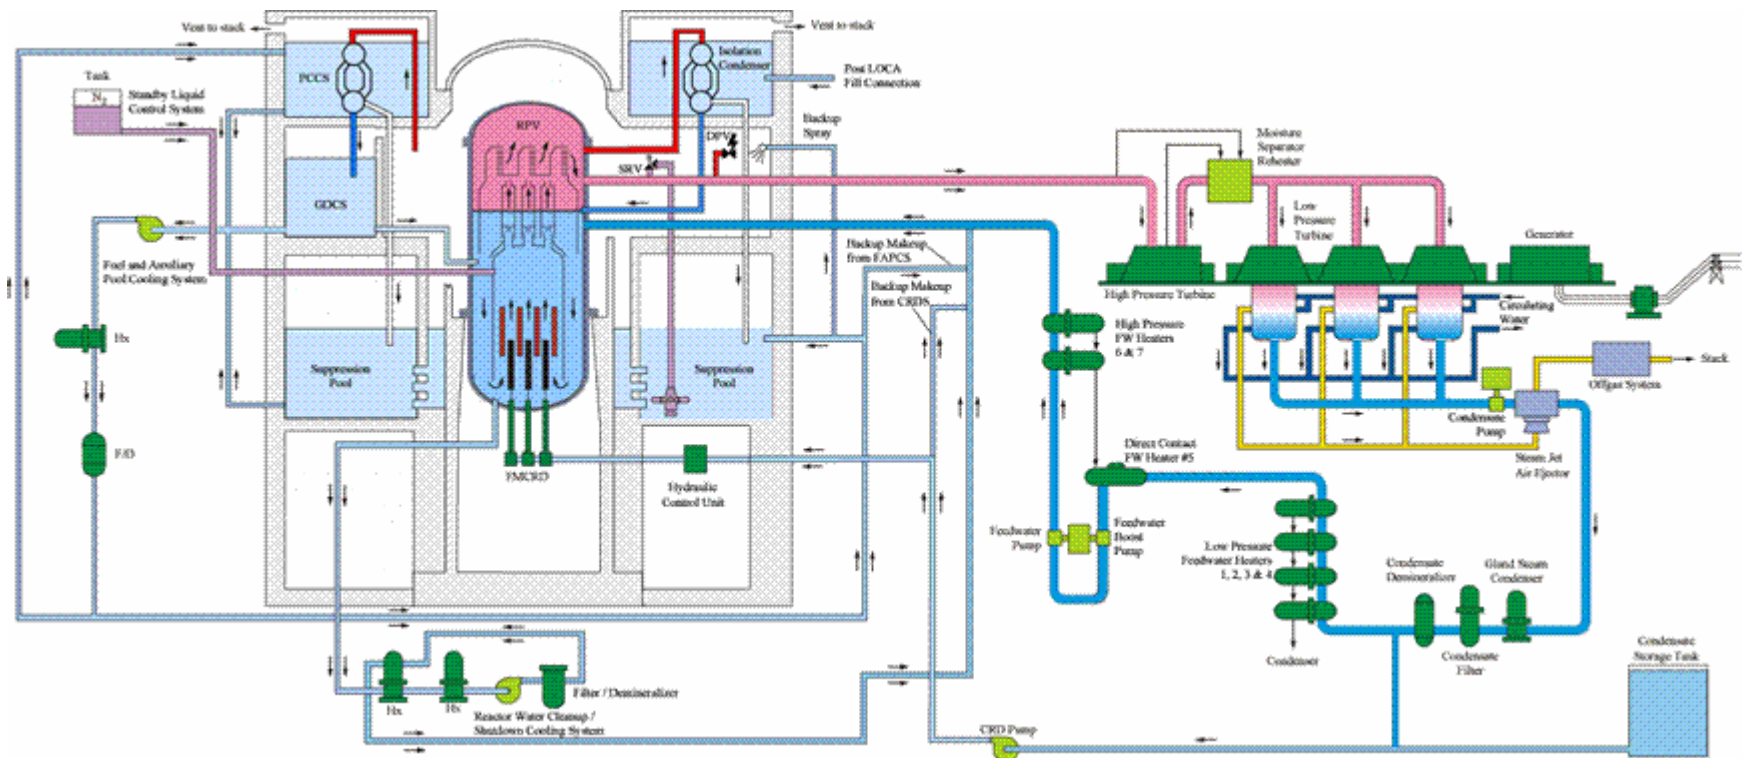 Vent to stack
Vent to stack
PCCS
Isolation
Condenser
Post LOCA
Fill Connection
Tank
N2
Standby Liquid
Control System
RPV
DPV
Backup
Spray
SRV
Moisture
Separator
Reheater
GDCS
Low
Pressure
Turbine
Generator
Fuel and Auxiliary
Pool Cooling System
Backup Makeup
from FAPCS
Backup Makeup
from CRDS
High Pressure Turbine
Circulating
Water
Hx
High Pressure
FW Heaters
6 & 7
Suppression
Pool
Suppression
Pool
Stack
Offgas System
Condensate
Pump
F/D
Direct Contact
FW Heater #5
Steam Jet
Air Ejector
FMCRD
Hydraulic
Control Unit
Feedwater
Pump
Feedwater
Boost
Pump
Low Pressure
Feedwater Heaters
1, 2, 3 & 4
Condensate
Demineralizer
Gland Steam
Condenser
Condenser
Condensate
Filter
Condensate
Storage Tank
Hx
Hx
Filter / Demineralizer
Reactor Water Cleanup /
Shutdown Cooling System
CRD Pump